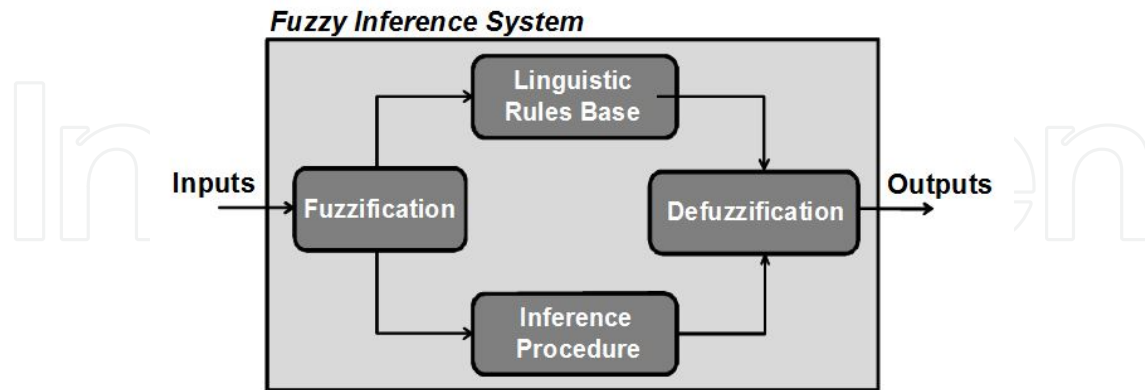 Fuzzy Inference System
Linguistic
Rules Base
Inputs
Fuzzification
Defuzzification
Outputs
Inference
Procedure